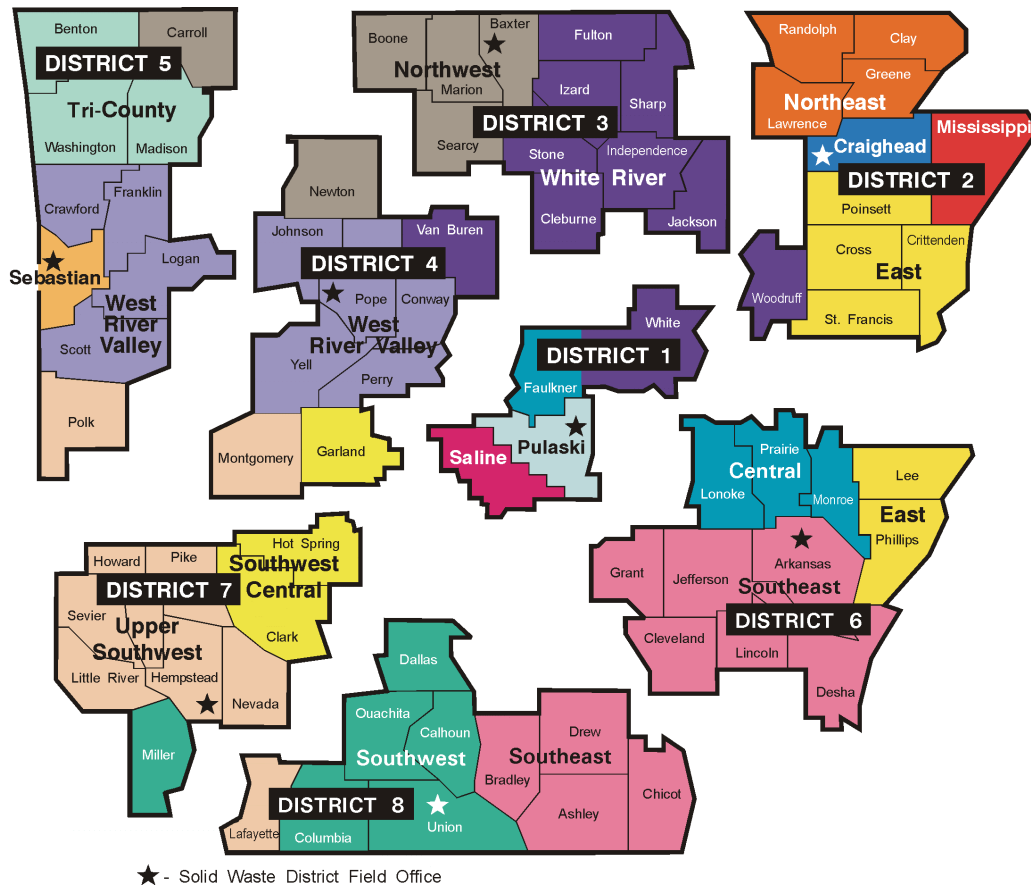 Benton
Carroll
DISTRICT 5
Tri-County
Washington
Madison
Crawford
Franklin
Sebastian
Logan
West
River
Valley
Scott
Polk
Boone
Baxter
Northwest
Marion
Searcy
Fulton
Izard
Sharp
DISTRICT 3
Stone
Independence
White River
Cleburne
Jackson
Randolph
Clay
Greene
Northeast
Lawrence
Craighead
Mississippi
DISTRICT 2
Poinsett
Cross
Crittenden
East
Woodruff
St. Francis
Newton
Johnson
Van Buren
DISTRICT 4
Pope
Conway
West
River Valley
Yell
Perry
Montgomery
Garland
White
DISTRICT 1
Faulkner
Pulaski
Saline
Prairie
Central
Lonoke
Monroe
Lee
East
Phillips
Grant
Jefferson
Arkansas
Southeast
DISTRICT 6
Cleveland
Lincoln
Desha
Howard
Pike
Hot Spring
Southwest
Central
DISTRICT 7
Sevier
Upper
Southwest
Clark
Little River
Hempstead
Nevada
Miller
Dallas
Ouachita
Calhoun
Southwest
Drew
Southeast
Bradley
Chicot
DISTRICT 8
Ashley
Lafayette
Columbia
Union
- Solid Waste District Field Office